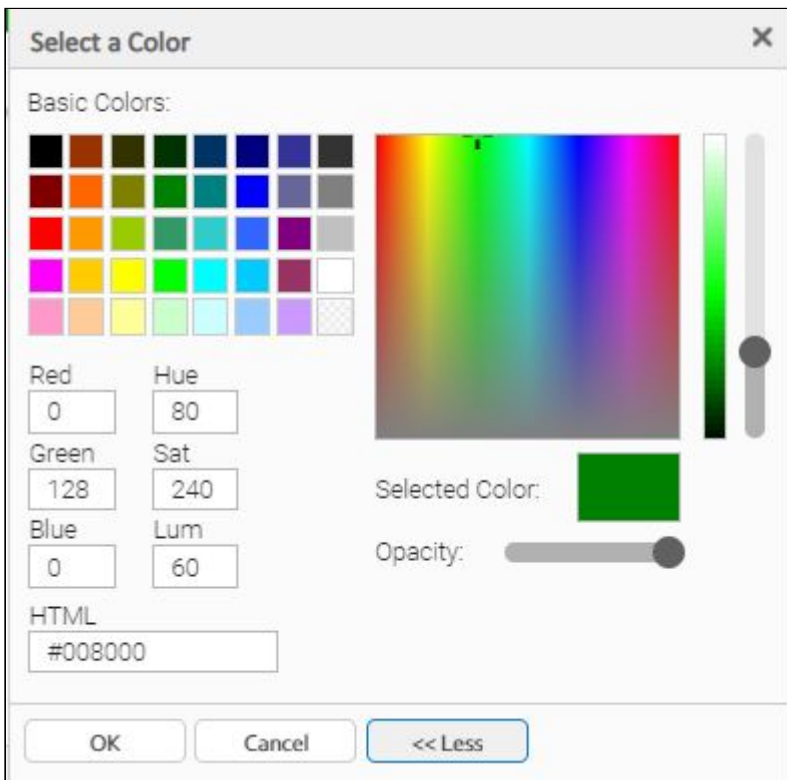 Select a Color
Basic Colors:
Red Hue
0 80
Green Sat
128 240
Blue Lum
0 60
HTML
#008000
Selected Color:
Opacity:
OK Cancel << Less